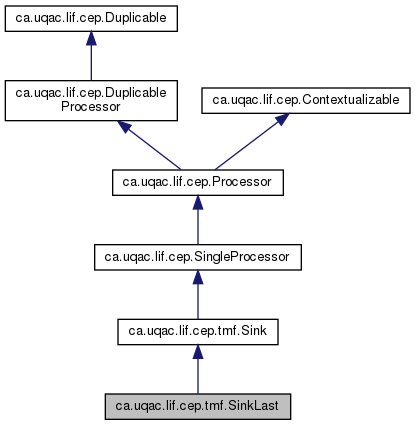 ca.uqac.lif.cep.Duplicable
ca.uqac.lif.cep.Duplicable
Processor
ca.uqac.lif.cep.Contextualizable
ca.uqac.lif.cep.Processor
ca.uqac.lif.cep.SingleProcessor
ca.uqac.lif.cep.tmf.Sink
ca.uqac.lif.cep.tmf.SinkLast